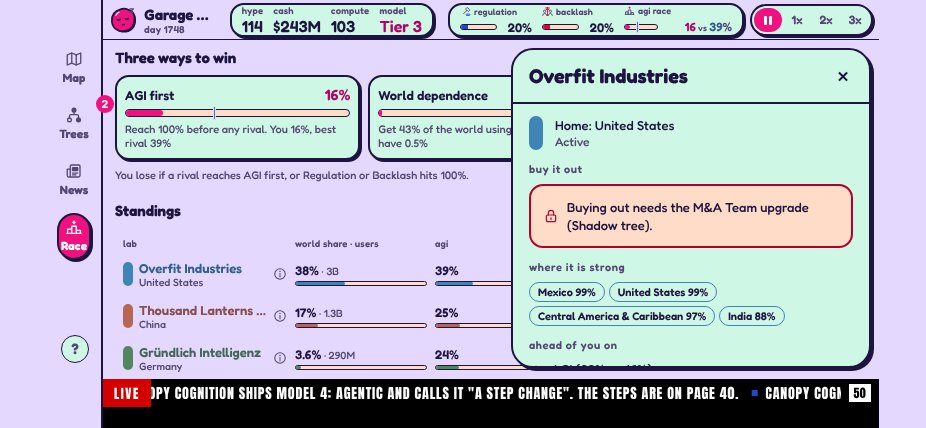 Garage ...
day 1748
hype cash compute model
114 $243M 103 Tier 3
regulation backlash agi race
20% 20% 16 vs 39%
1x 2x 3x
Map
2
Trees
News
Race
?
Three ways to win
AGI first 16%
Reach 100% before any rival. You 16%, best
rival 39%
World dependence
Get 43% of the world using
have 0.5%
You lose if a rival reaches AGI first, or Regulation or Backlash hits 100%.
Standings
lab world share · users agi
Overfit Industries 38% · 3B 39%
United States
Thousand Lanterns ... 17% · 1.3B 25%
China
Gründlich Intelligenz 3.6% · 290M 24%
Germany
Overfit Industries
Home: United States
Active
buy it out
Buying out needs the M&A Team upgrade
(Shadow tree).
where it is strong
Mexico 99% United States 99%
Central America & Caribbean 97% India 88%
ahead of you on
LIVE OPY COGNITION SHIPS MODEL 4: AGENTIC AND CALLS IT "A STEP CHANGE". THE STEPS ARE ON PAGE 40. CANOPY COGN 50